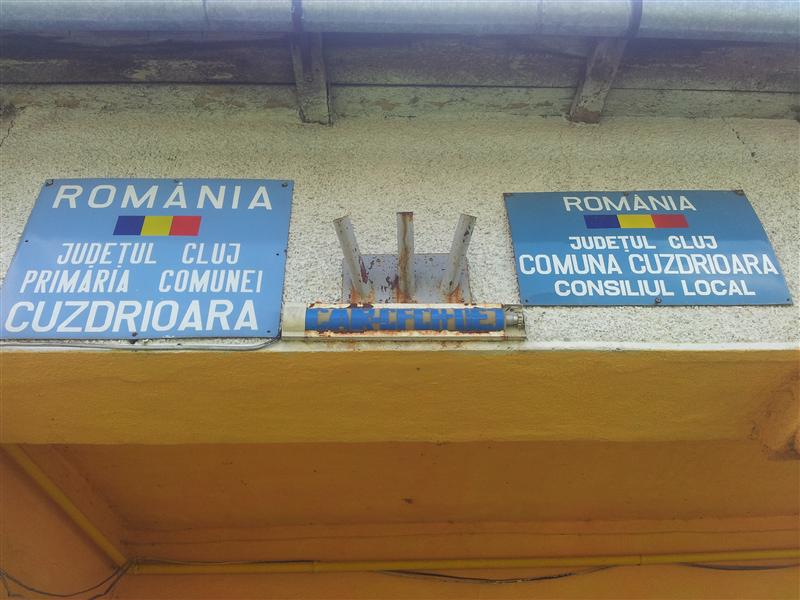 ROMÂNIA
JUDEȚUL CLUJ
PRIMĂRIA COMUNEI
CUZDRIOARA
ROMÂNIA
JUDEȚUL CLUJ
COMUNA CUZDRIOARA
CONSILIUL LOCAL